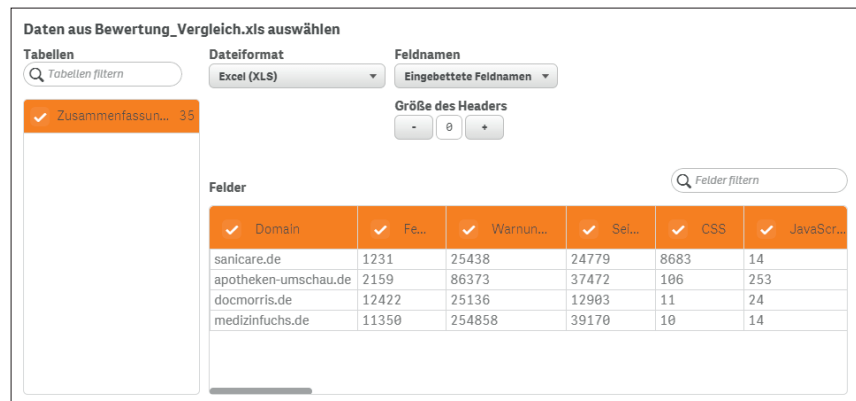 Daten aus Bewertung_Vergleich.xls auswählen
Tabellen Dateiformat Feldnamen
Tabellen filtern Excel (XLS) Eingebettete Feldnamen
Größe des Headers
Zusammenfassun... 35
- 0 +
Felder Felder filtern
Domain Fe... Warnun... Sei... CSS JavaScr...
sanicare.de 1231 25438 24779 8683 14
apotheken-umschau.de 2159 86373 37472 106 253
docmorris.de 12422 25136 12903 11 24
medizinfuchs.de 11350 254858 39170 10 14